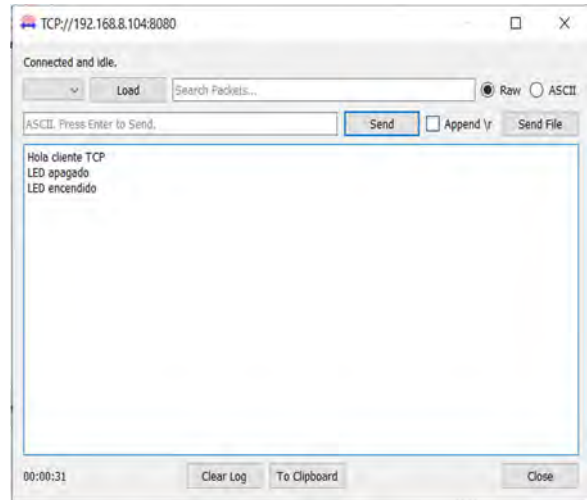 TCP://192.168.8.104:8080
Connected and idle.
Load Search Packets... Raw ASCII
ASCII. Press Enter to Send. Send Append \r Send File
Hola cliente TCP
LED apagado
LED encendido
00:00:31 Clear Log To Clipboard Close